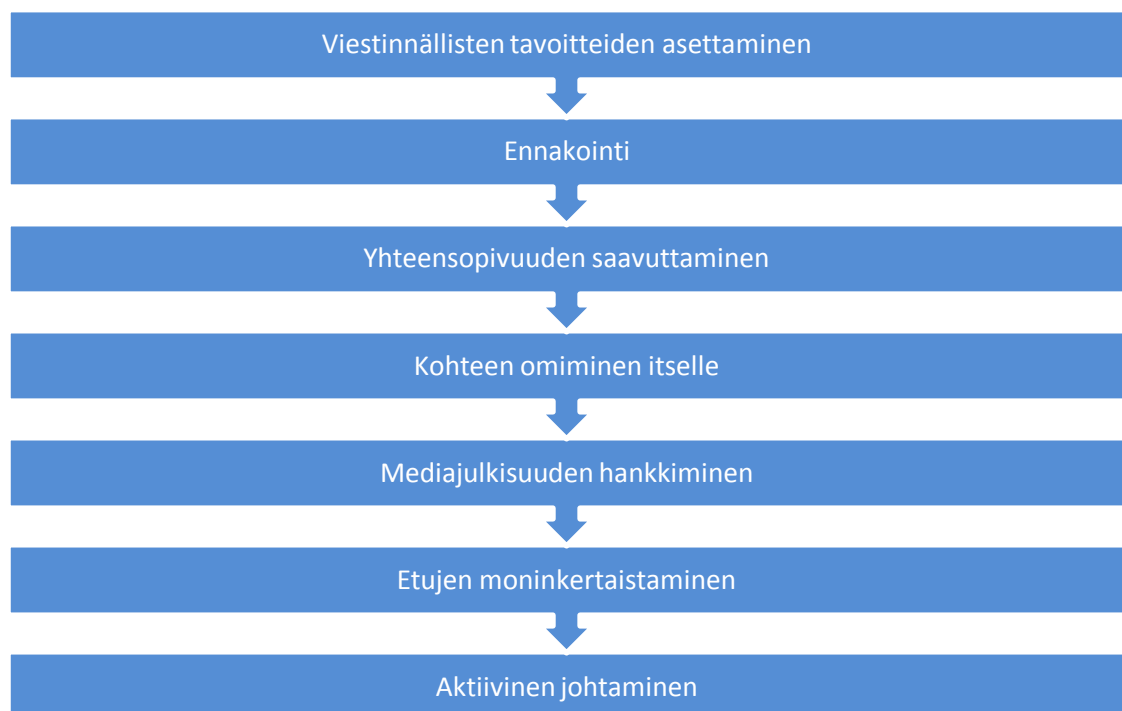 Viestinnällisten tavoitteiden asettaminen
Ennakointi
Yhteensopivuuden saavuttaminen
Kohteen omiminen itselle
Mediajulkisuuden hankkiminen
Etujen moninkertaistaminen
Aktiivinen johtaminen